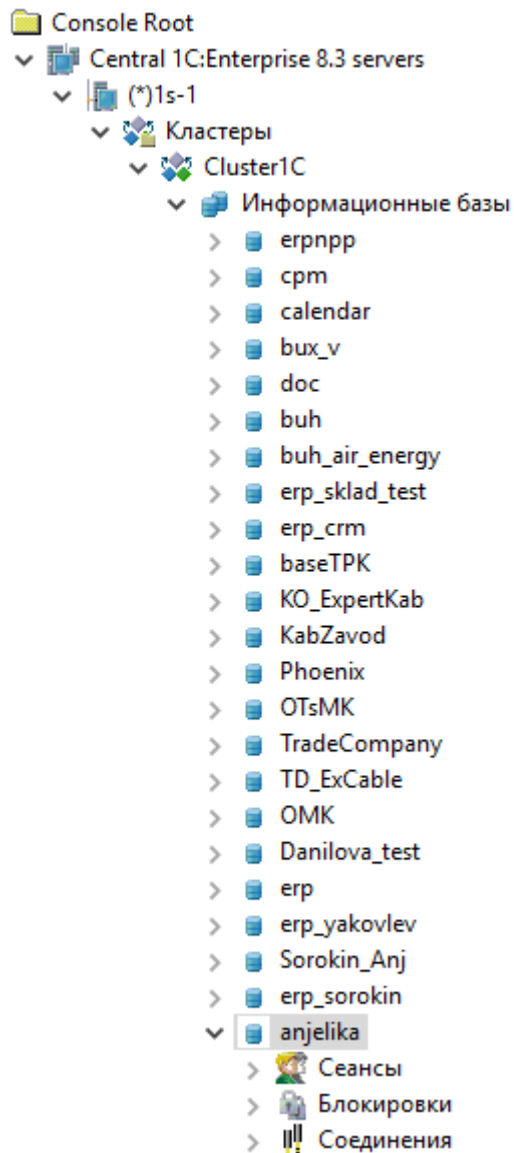 Console Root
Central 1C:Enterprise 8.3 servers
(*)1s-1
Кластеры
Cluster1C
Информационные базы
erpnpp
cpm
calendar
bux_v
doc
buh
buh_air_energy
erp_sklad_test
erp_crm
baseTPK
KO_ExpertKab
KabZavod
Phoenix
OTsMK
TradeCompany
TD_ExCable
OMK
Danilova_test
erp
erp_yakovlev
Sorokin_Anj
erp_sorokin
anjelika
Сеансы
Блокировки
Соединения